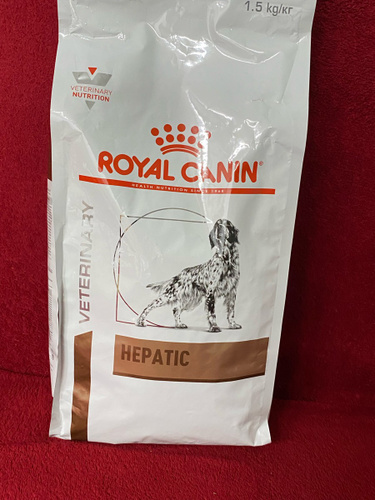 1.5 kg/кг
VETERINARY
NUTRITION
ROYAL CANIN
HEALTH NUTRITION SINCE 1968
VETERINARY
HEPATIC